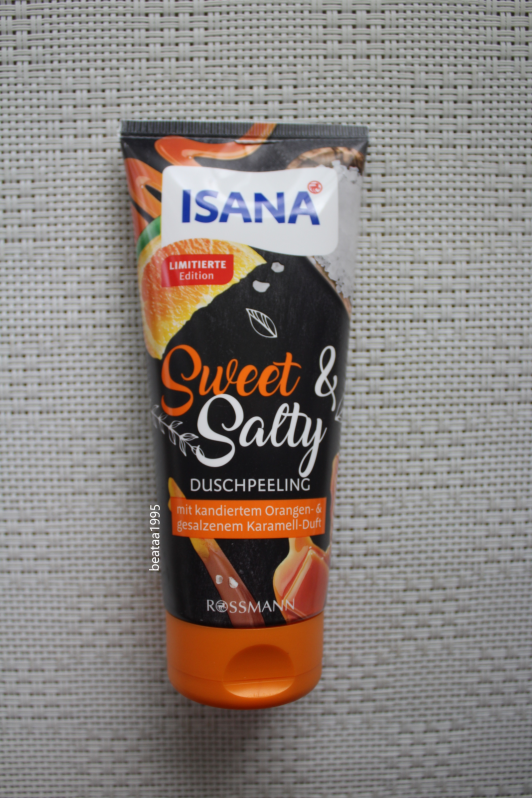 ISANA
LIMITIERTE
Edition
Sweet &
Salty
DUSCHPEELING
mit kandiertem Orangen- &
gesalzenem Karamell-Duft
ROSSMANN
beataa1995